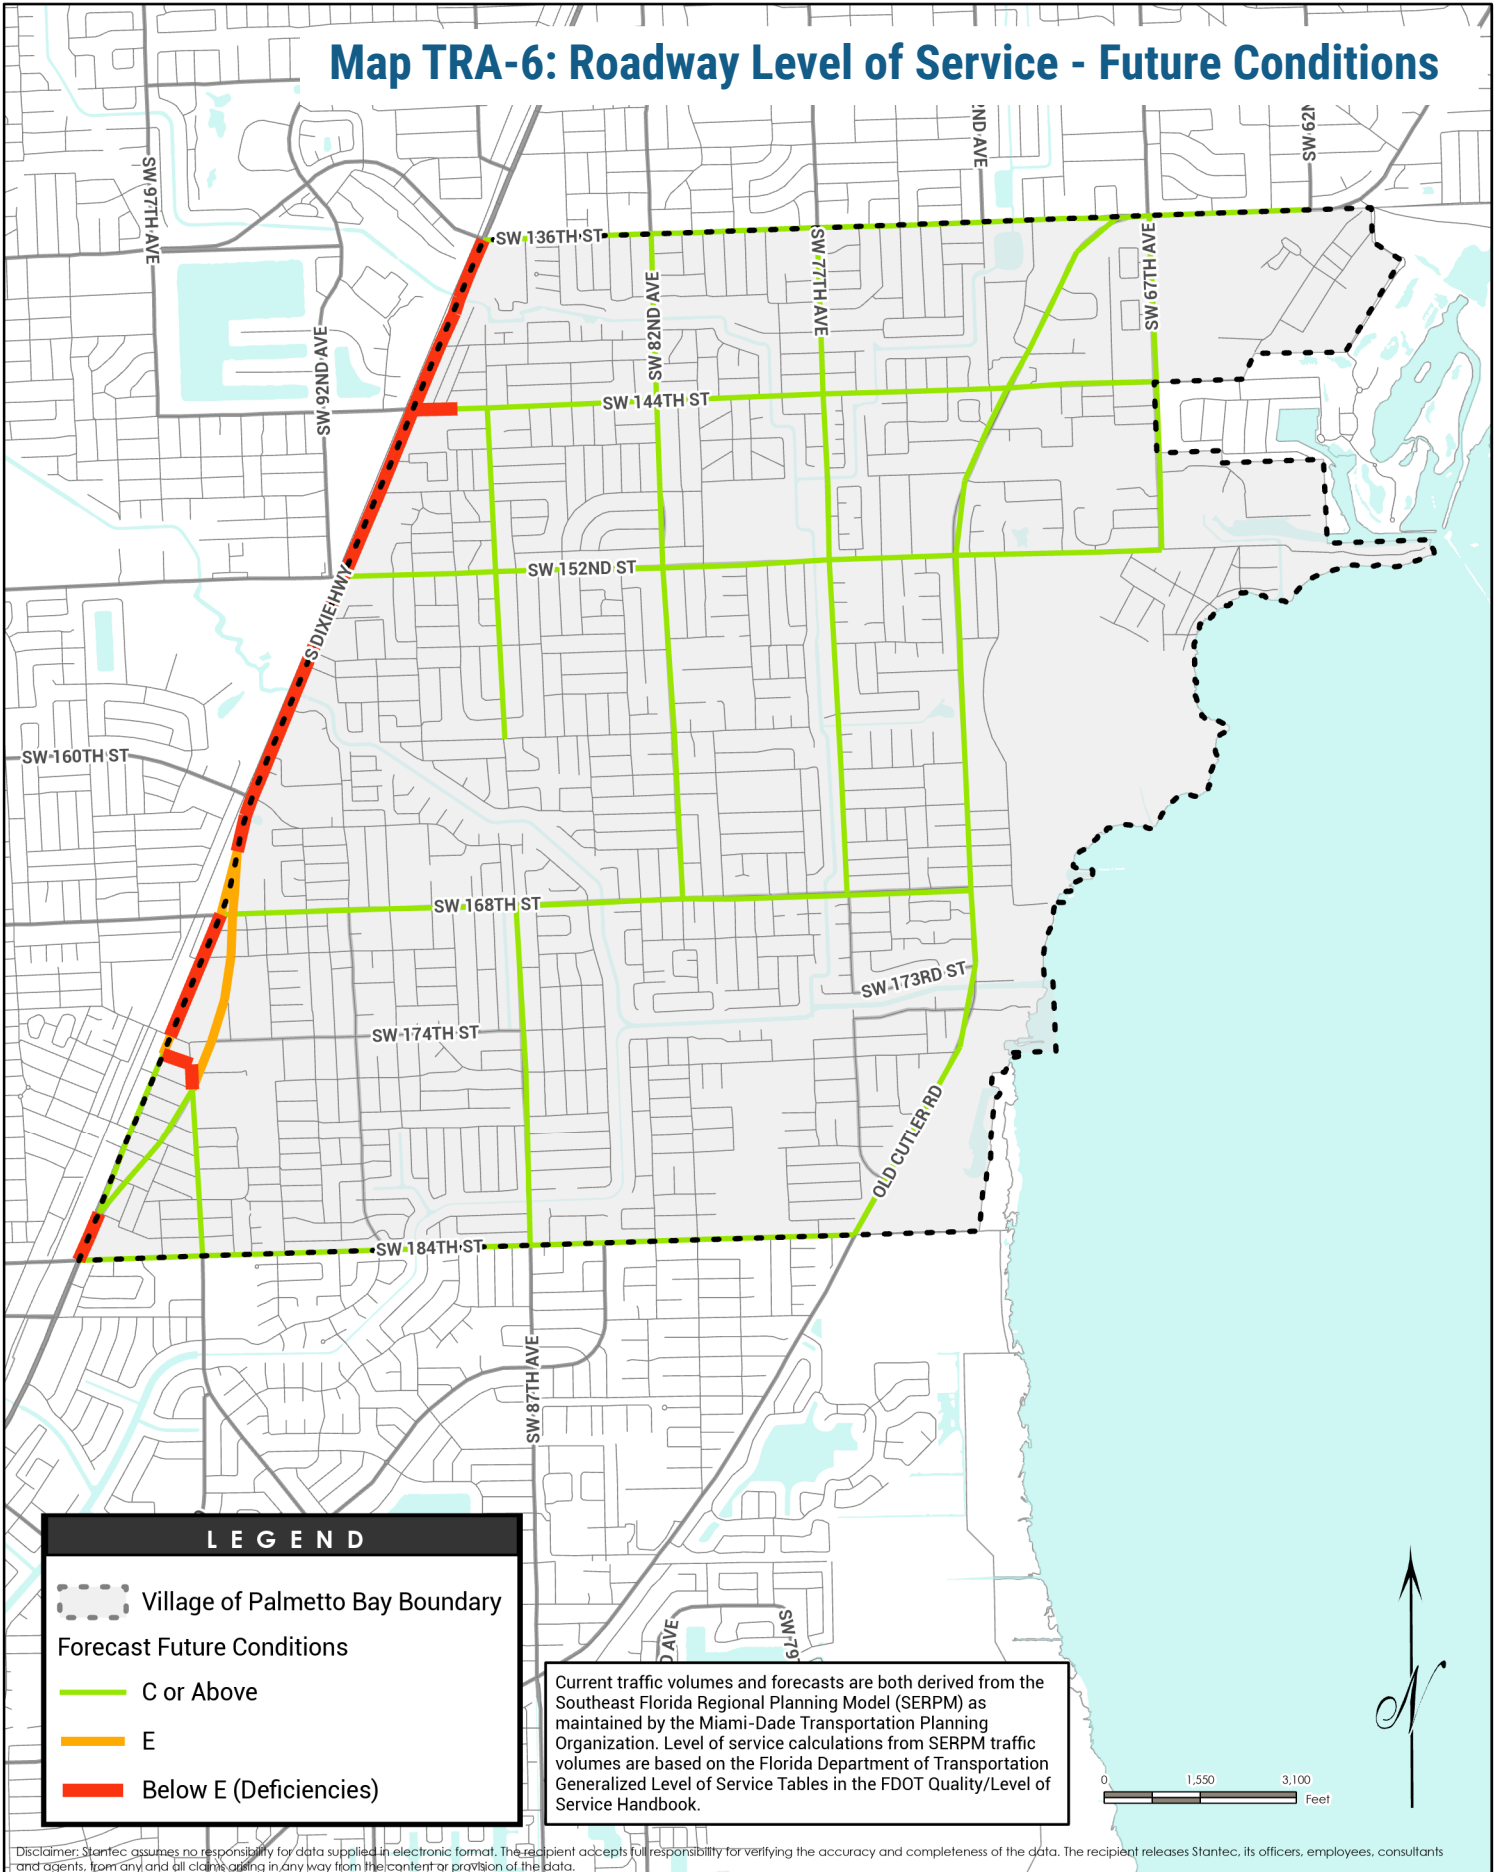 Map TRA-6: Roadway Level of Service - Future Conditions
SW 97TH AVE
ND AVE
SW 62N
SW 136TH ST
SW 77TH AVE
SW 67TH AVE
SW 82ND AVE
SW 92ND AVE
SW 144TH ST
SW 152ND ST
S DIXIE HWY
SW 160TH ST
SW 168TH ST
SW 173RD ST
SW 174TH ST
OLD CUTLER RD
SW 184TH ST
SW 87TH AVE
AVE
SW 79
LEGEND
Village of Palmetto Bay Boundary
Forecast Future Conditions
C or Above
E
Below E (Deficiencies)
Current traffic volumes and forecasts are both derived from the
Southeast Florida Regional Planning Model (SERPM) as
maintained by the Miami-Dade Transportation Planning
Organization. Level of service calculations from SERPM traffic
volumes are based on the Florida Department of Transportation
Generalized Level of Service Tables in the FDOT Quality/Level of
Service Handbook.
N
0 1,550 3,100
Feet
Disclaimer: Stantec assumes no responsibility for data supplied in electronic format. The recipient accepts full responsibility for verifying the accuracy and completeness of the data. The recipient releases Stantec, its officers, employees, consultants
and agents, from any and all claims arising in any way from the content or provision of the data.